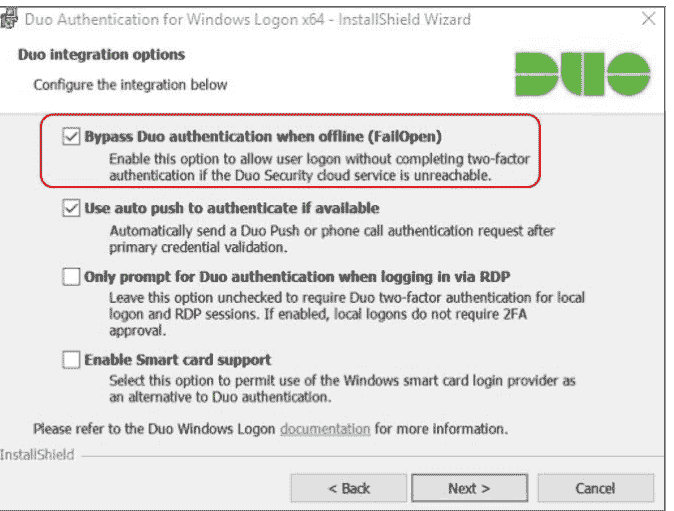 Duo Authentication for Windows Logon x64 - InstallShield Wizard
Duo integration options
Configure the integration below
DUO
Bypass Duo authentication when offline (FailOpen)
Enable this option to allow user logon without completing two-factor
authentication if the Duo Security cloud service is unreachable.
Use auto push to authenticate if available
Automatically send a Duo Push or phone call authentication request after
primary credential validation.
Only prompt for Duo authentication when logging in via RDP
Leave this option unchecked to require Duo two-factor authentication for local
logon and RDP sessions. If enabled, local logons do not require 2FA
approval.
Enable Smart card support
Select this option to permit use of the Windows smart card login provider as
an alternative to Duo authentication.
Please refer to the Duo Windows Logon documentation for more information.
InstallShield
< Back
Next >
Cancel